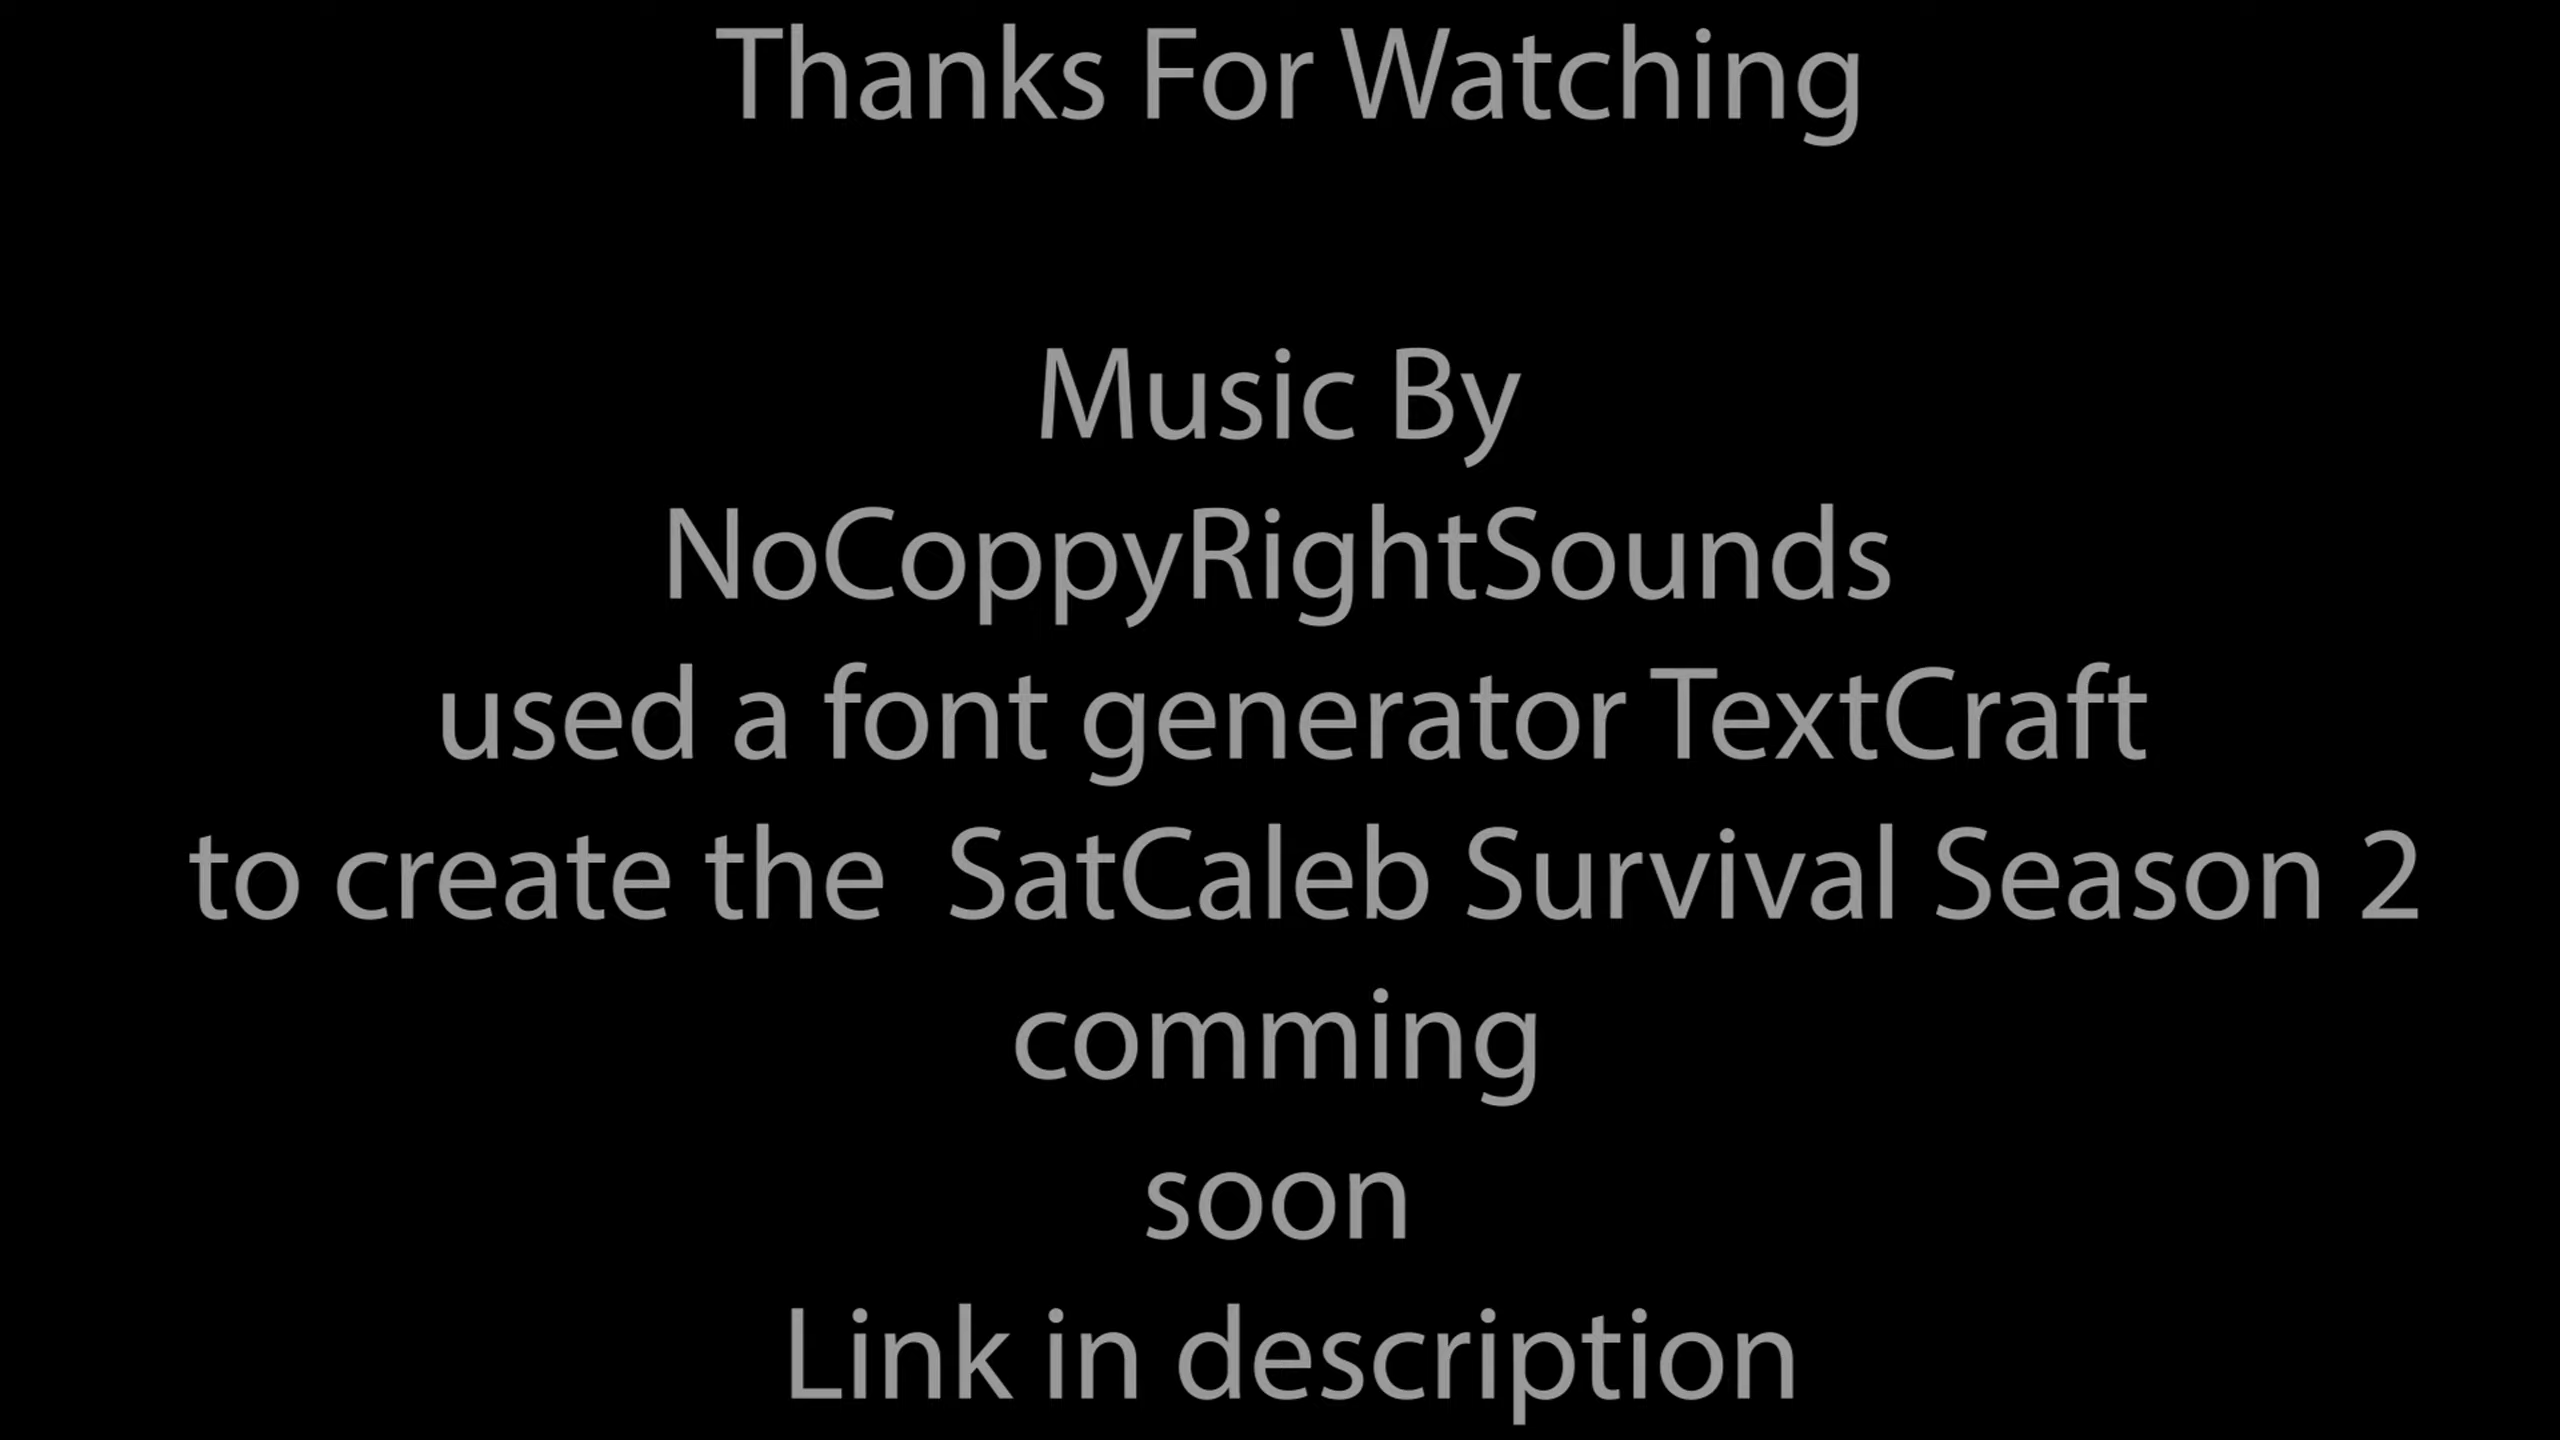 Thanks For Watching
Music By
NoCoppyRightSounds
used a font generator TextCraft
to create the  SatCaleb Survival Season 2
comming
soon
Link in description